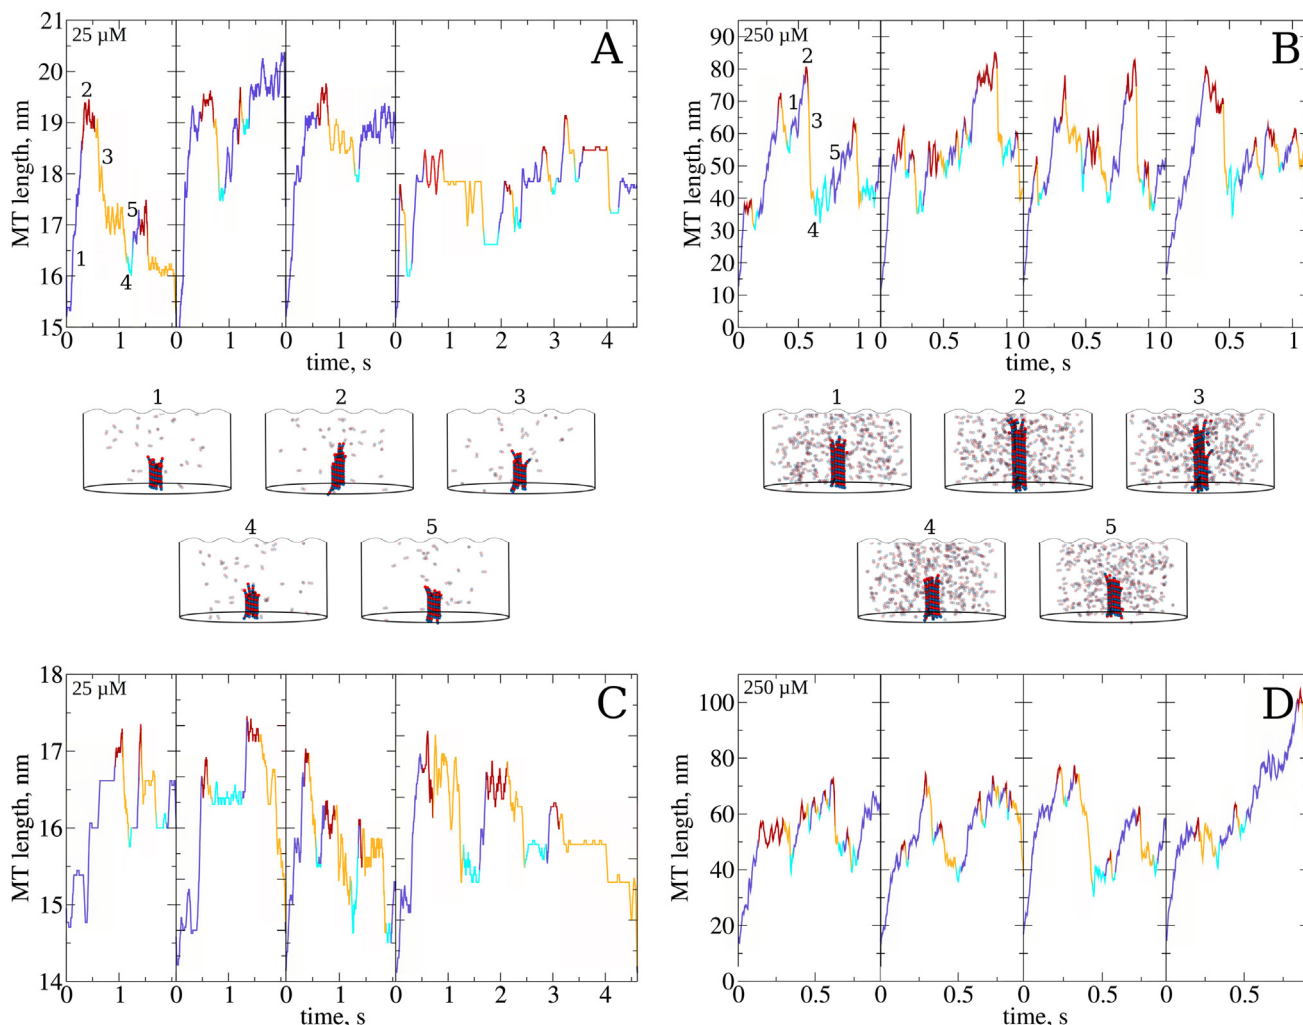 25 µM
A
MT length, nm
21
20
19
18
17
16
15
1
2
3
4
5
0 1 0 1 0 1 0 1 2 3 4
time, s
250 µM
B
MT length, nm
90
80
70
60
50
40
30
20
10
0
2
1
3
5
4
0 0.5 0 0.5 1 0 0.5 1 0 0.5 1
time, s
1 2 3
4 5
1 2 3
4 5
25 µM
C
MT length, nm
18
17
16
15
14
0 1 0 1 0 1 0 1 2 3 4
time, s
250 µM
D
MT length, nm
100
80
60
40
20
0
0 0.5 0 0.5 0 0.5 0 0.5
time, s